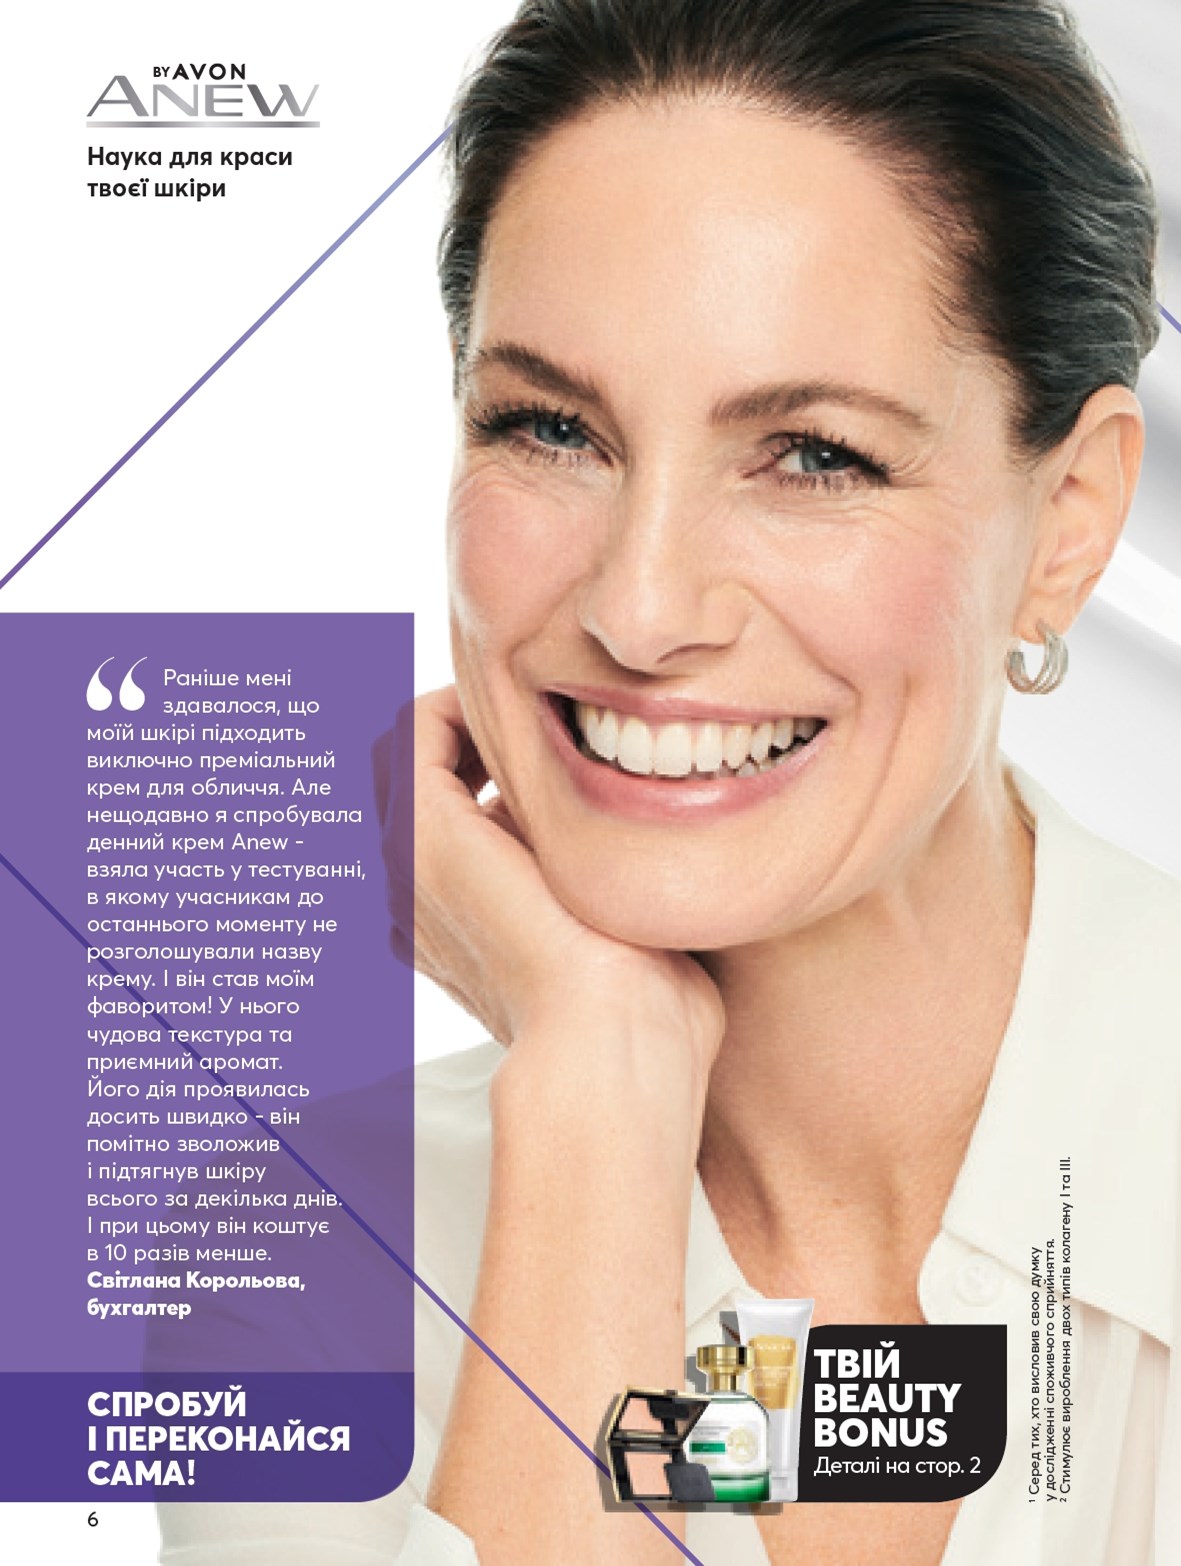 BY AVON
ANEW
Наука для краси
твоєї шкіри
“ Раніше мені
здавалося, що
моїй шкірі підходить
виключно преміальний
крем для обличчя. Але
нещодавно я спробувала
денний крем Anew -
взяла участь у тестуванні,
в якому учасникам до
останнього моменту не
розголошували назву
крему. І він став моїм
фаворитом! У нього
чудова текстура та
приємний аромат.
Його дія проявилась
досить швидко - він
помітно зволожив
і підтягнув шкіру
всього за декілька днів.
І при цьому він коштує
в 10 разів менше.
Світлана Корольова,
бухгалтер
СПРОБУЙ
І ПЕРЕКОНАЙСЯ
САМА!
ТВІЙ
BEAUTY
BONUS
Деталі на стор. 2
¹ Серед тих, хто висловив свою думку
у дослідженні споживчого сприйняття.
² Стимулює вироблення двох типів колагену І та ІІІ.
6